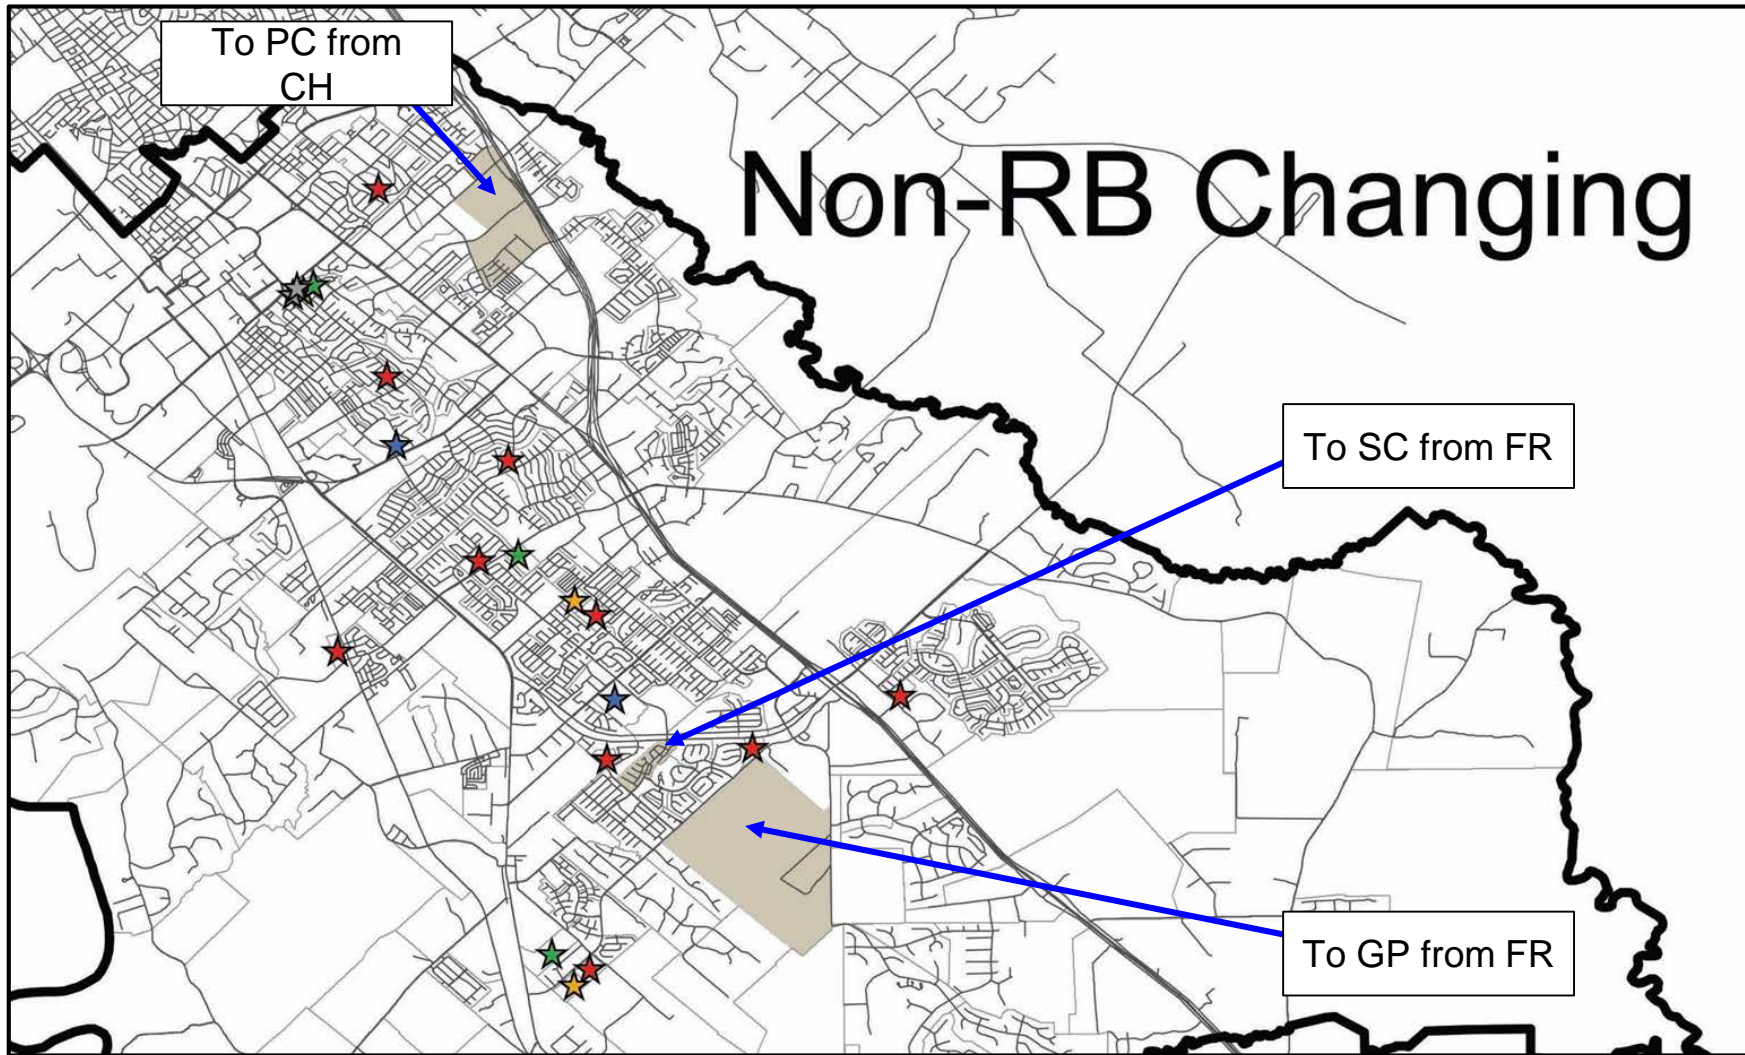 To PC from
CH
Non-RB Changing
To SC from FR
To GP from FR